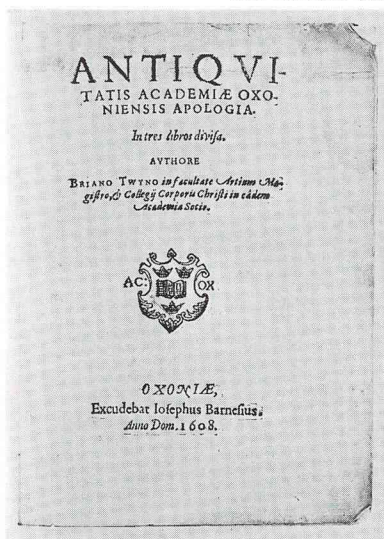 ANTIQVI-
TATIS ACADEMIÆ OXO-
NIENSIS APOLOGIA.
In tres libros diviſa.
AVTHORE
BRIANO TWYNO in facultate Artium Ma-
giſtro, & Collegij Corporis Chriſti in eâdem
Academia Socio.
AC: OX
OXONIÆ,
Excudebat Ioſephus Barneſius.
Anno Dom. 1608.